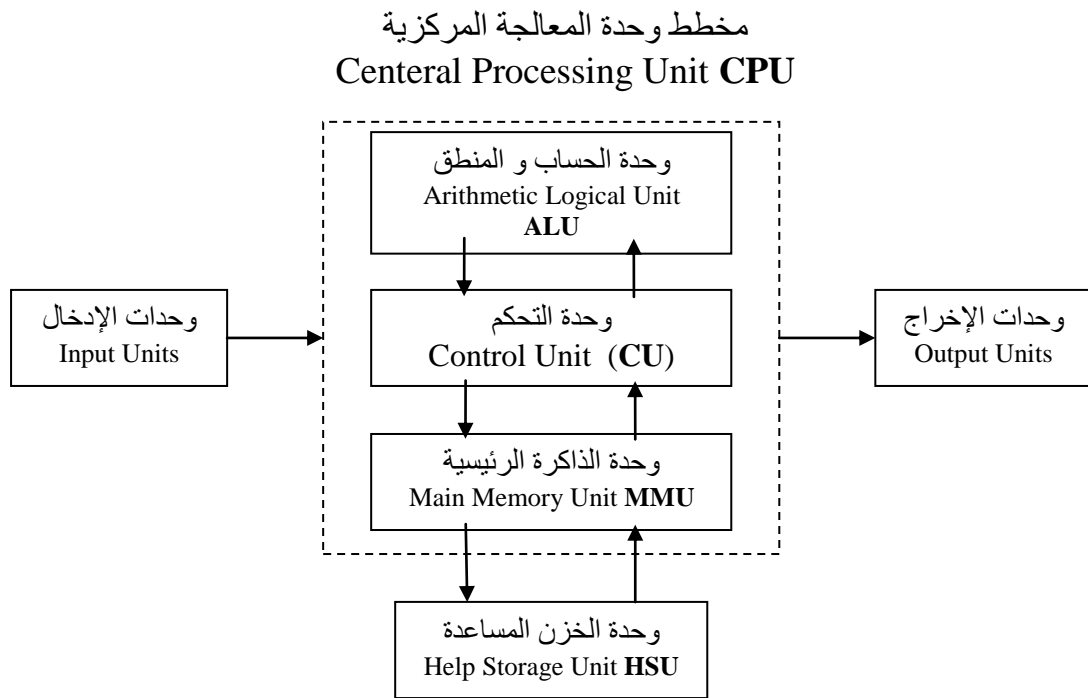 مخطط وحدة المعالجة المركزية
Centeral Processing Unit CPU
وحدة الحساب و المنطق
Arithmetic Logical Unit
ALU
وحدات الإدخال
Input Units
وحدة التحكم
Control Unit (CU)
وحدات الإخراج
Output Units
وحدة الذاكرة الرئيسية
Main Memory Unit MMU
وحدة الخزن المساعدة
Help Storage Unit HSU